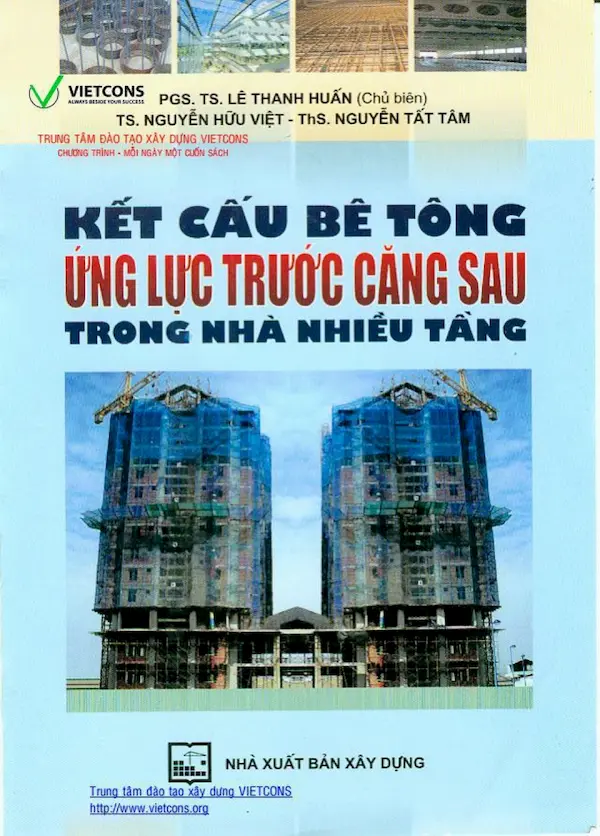 VIETCONS
ALWAYS BESIDE YOUR SUCCESS
PGS. TS. LÊ THANH HUẤN (Chủ biên)
TS. NGUYỄN HỮU VIỆT - ThS. NGUYỄN TẤT TÂM
TRUNG TÂM ĐÀO TẠO XÂY DỰNG VIETCONS
CHƯƠNG TRÌNH - MỖI NGÀY MỘT CUỐN SÁCH
KẾT CẤU BÊ TÔNG
ỨNG LỰC TRƯỚC CĂNG SAU
TRONG NHÀ NHIỀU TẦNG
NHÀ XUẤT BẢN XÂY DỰNG
Trung tâm đào tạo xây dựng VIETCONS
http://www.vietcons.org